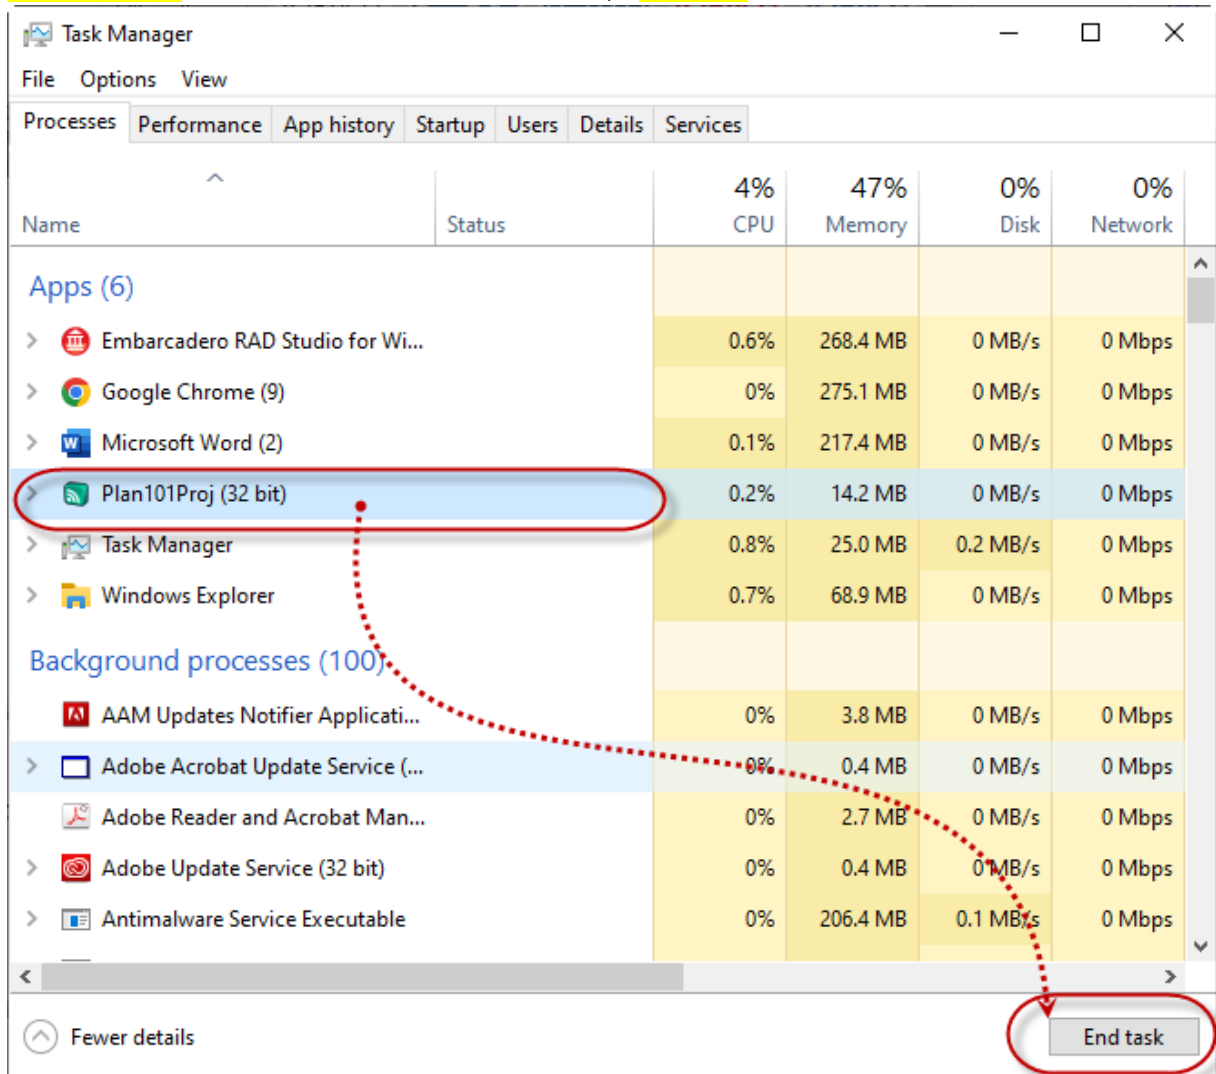 Task Manager
File Options View
Processes Performance App history Startup Users Details Services
4% 47% 0% 0%
Name Status CPU Memory Disk Network
Apps (6)
Embarcadero RAD Studio for Wi... 0.6% 268.4 MB 0 MB/s 0 Mbps
Google Chrome (9) 0% 275.1 MB 0 MB/s 0 Mbps
Microsoft Word (2) 0.1% 217.4 MB 0 MB/s 0 Mbps
Plan101Proj (32 bit) 0.2% 14.2 MB 0 MB/s 0 Mbps
Task Manager 0.8% 25.0 MB 0.2 MB/s 0 Mbps
Windows Explorer 0.7% 68.9 MB 0 MB/s 0 Mbps
Background processes (100)
AAM Updates Notifier Applicati... 0% 3.8 MB 0 MB/s 0 Mbps
Adobe Acrobat Update Service (... 0% 0.4 MB 0 MB/s 0 Mbps
Adobe Reader and Acrobat Man... 0% 2.7 MB 0 MB/s 0 Mbps
Adobe Update Service (32 bit) 0% 0.4 MB 0 MB/s 0 Mbps
Antimalware Service Executable 0% 206.4 MB 0.1 MB/s 0 Mbps
Fewer details End task